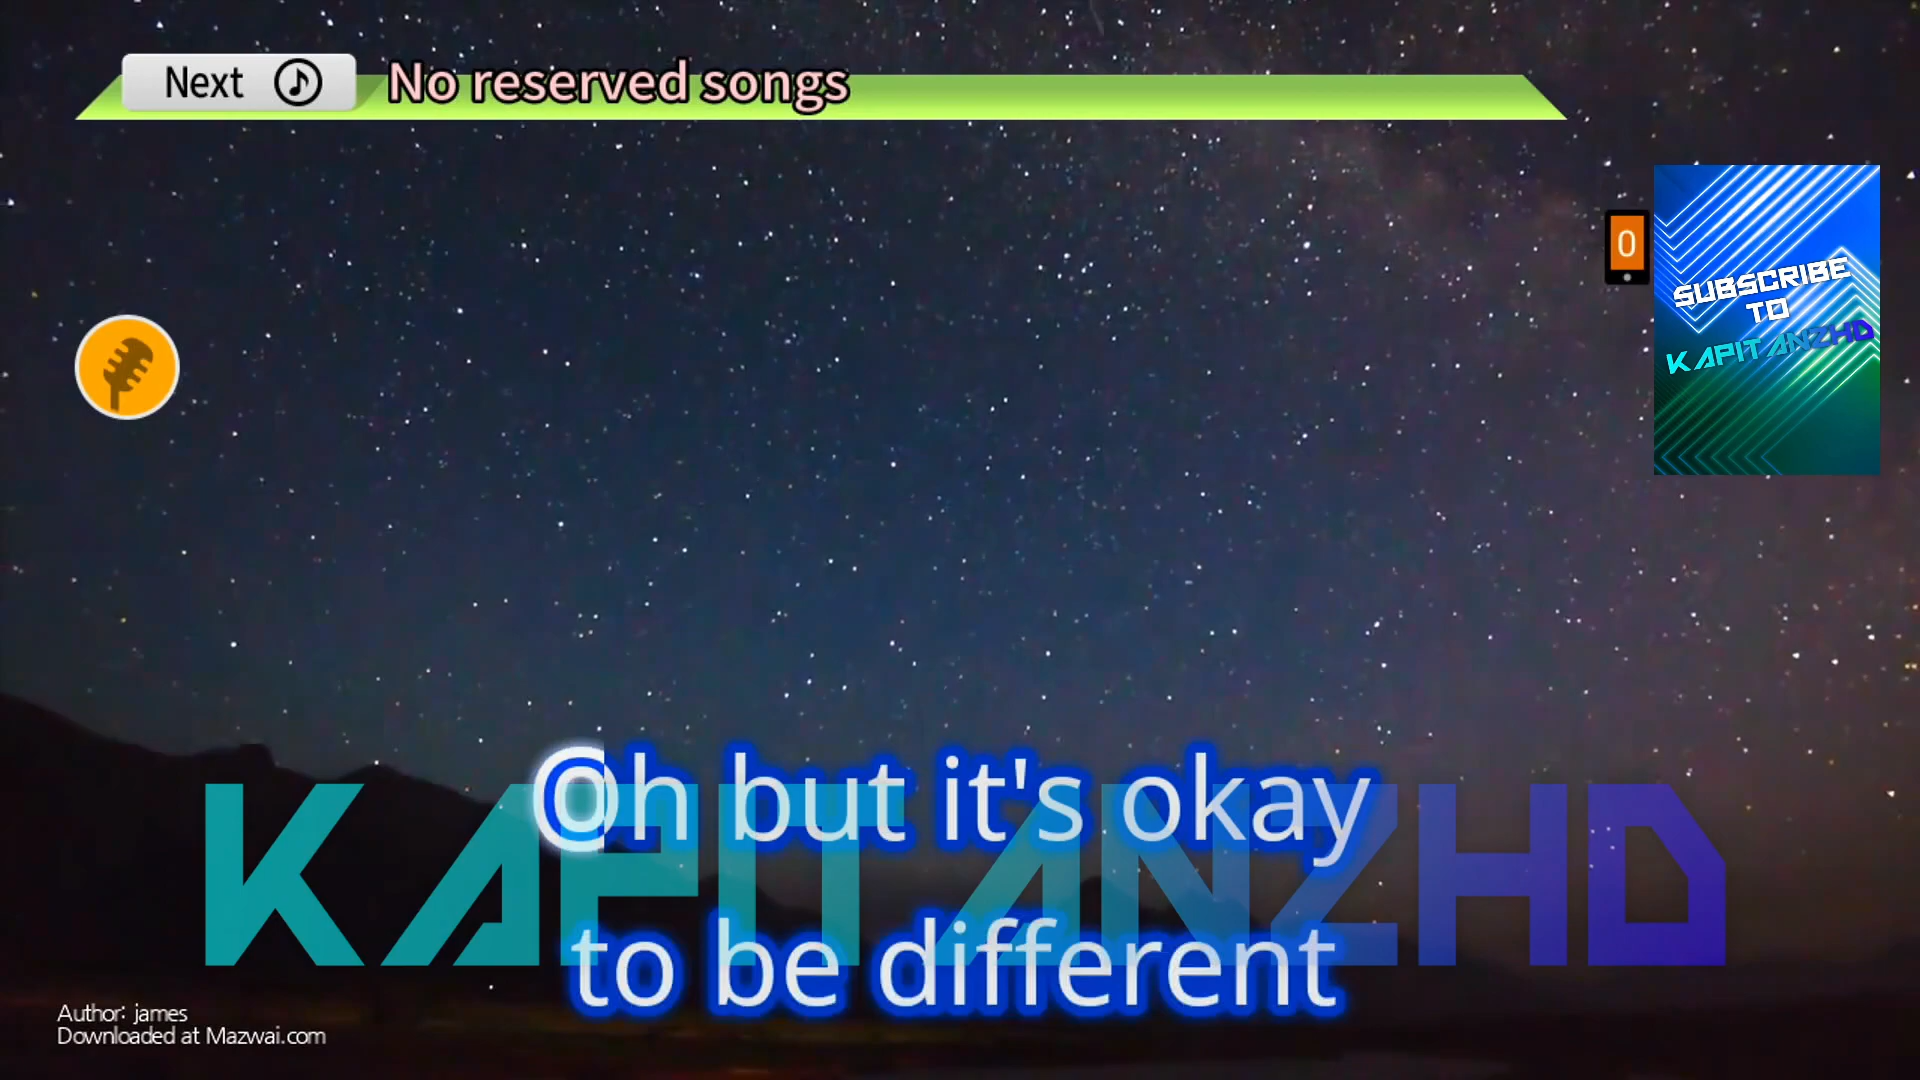 Next
No reserved songs
0
SUBSCRIBE
TO
KAPITANZHD
Oh but it's okay
KAPITANZHD
to be different
Author: james
Downloaded at Mazwai.com